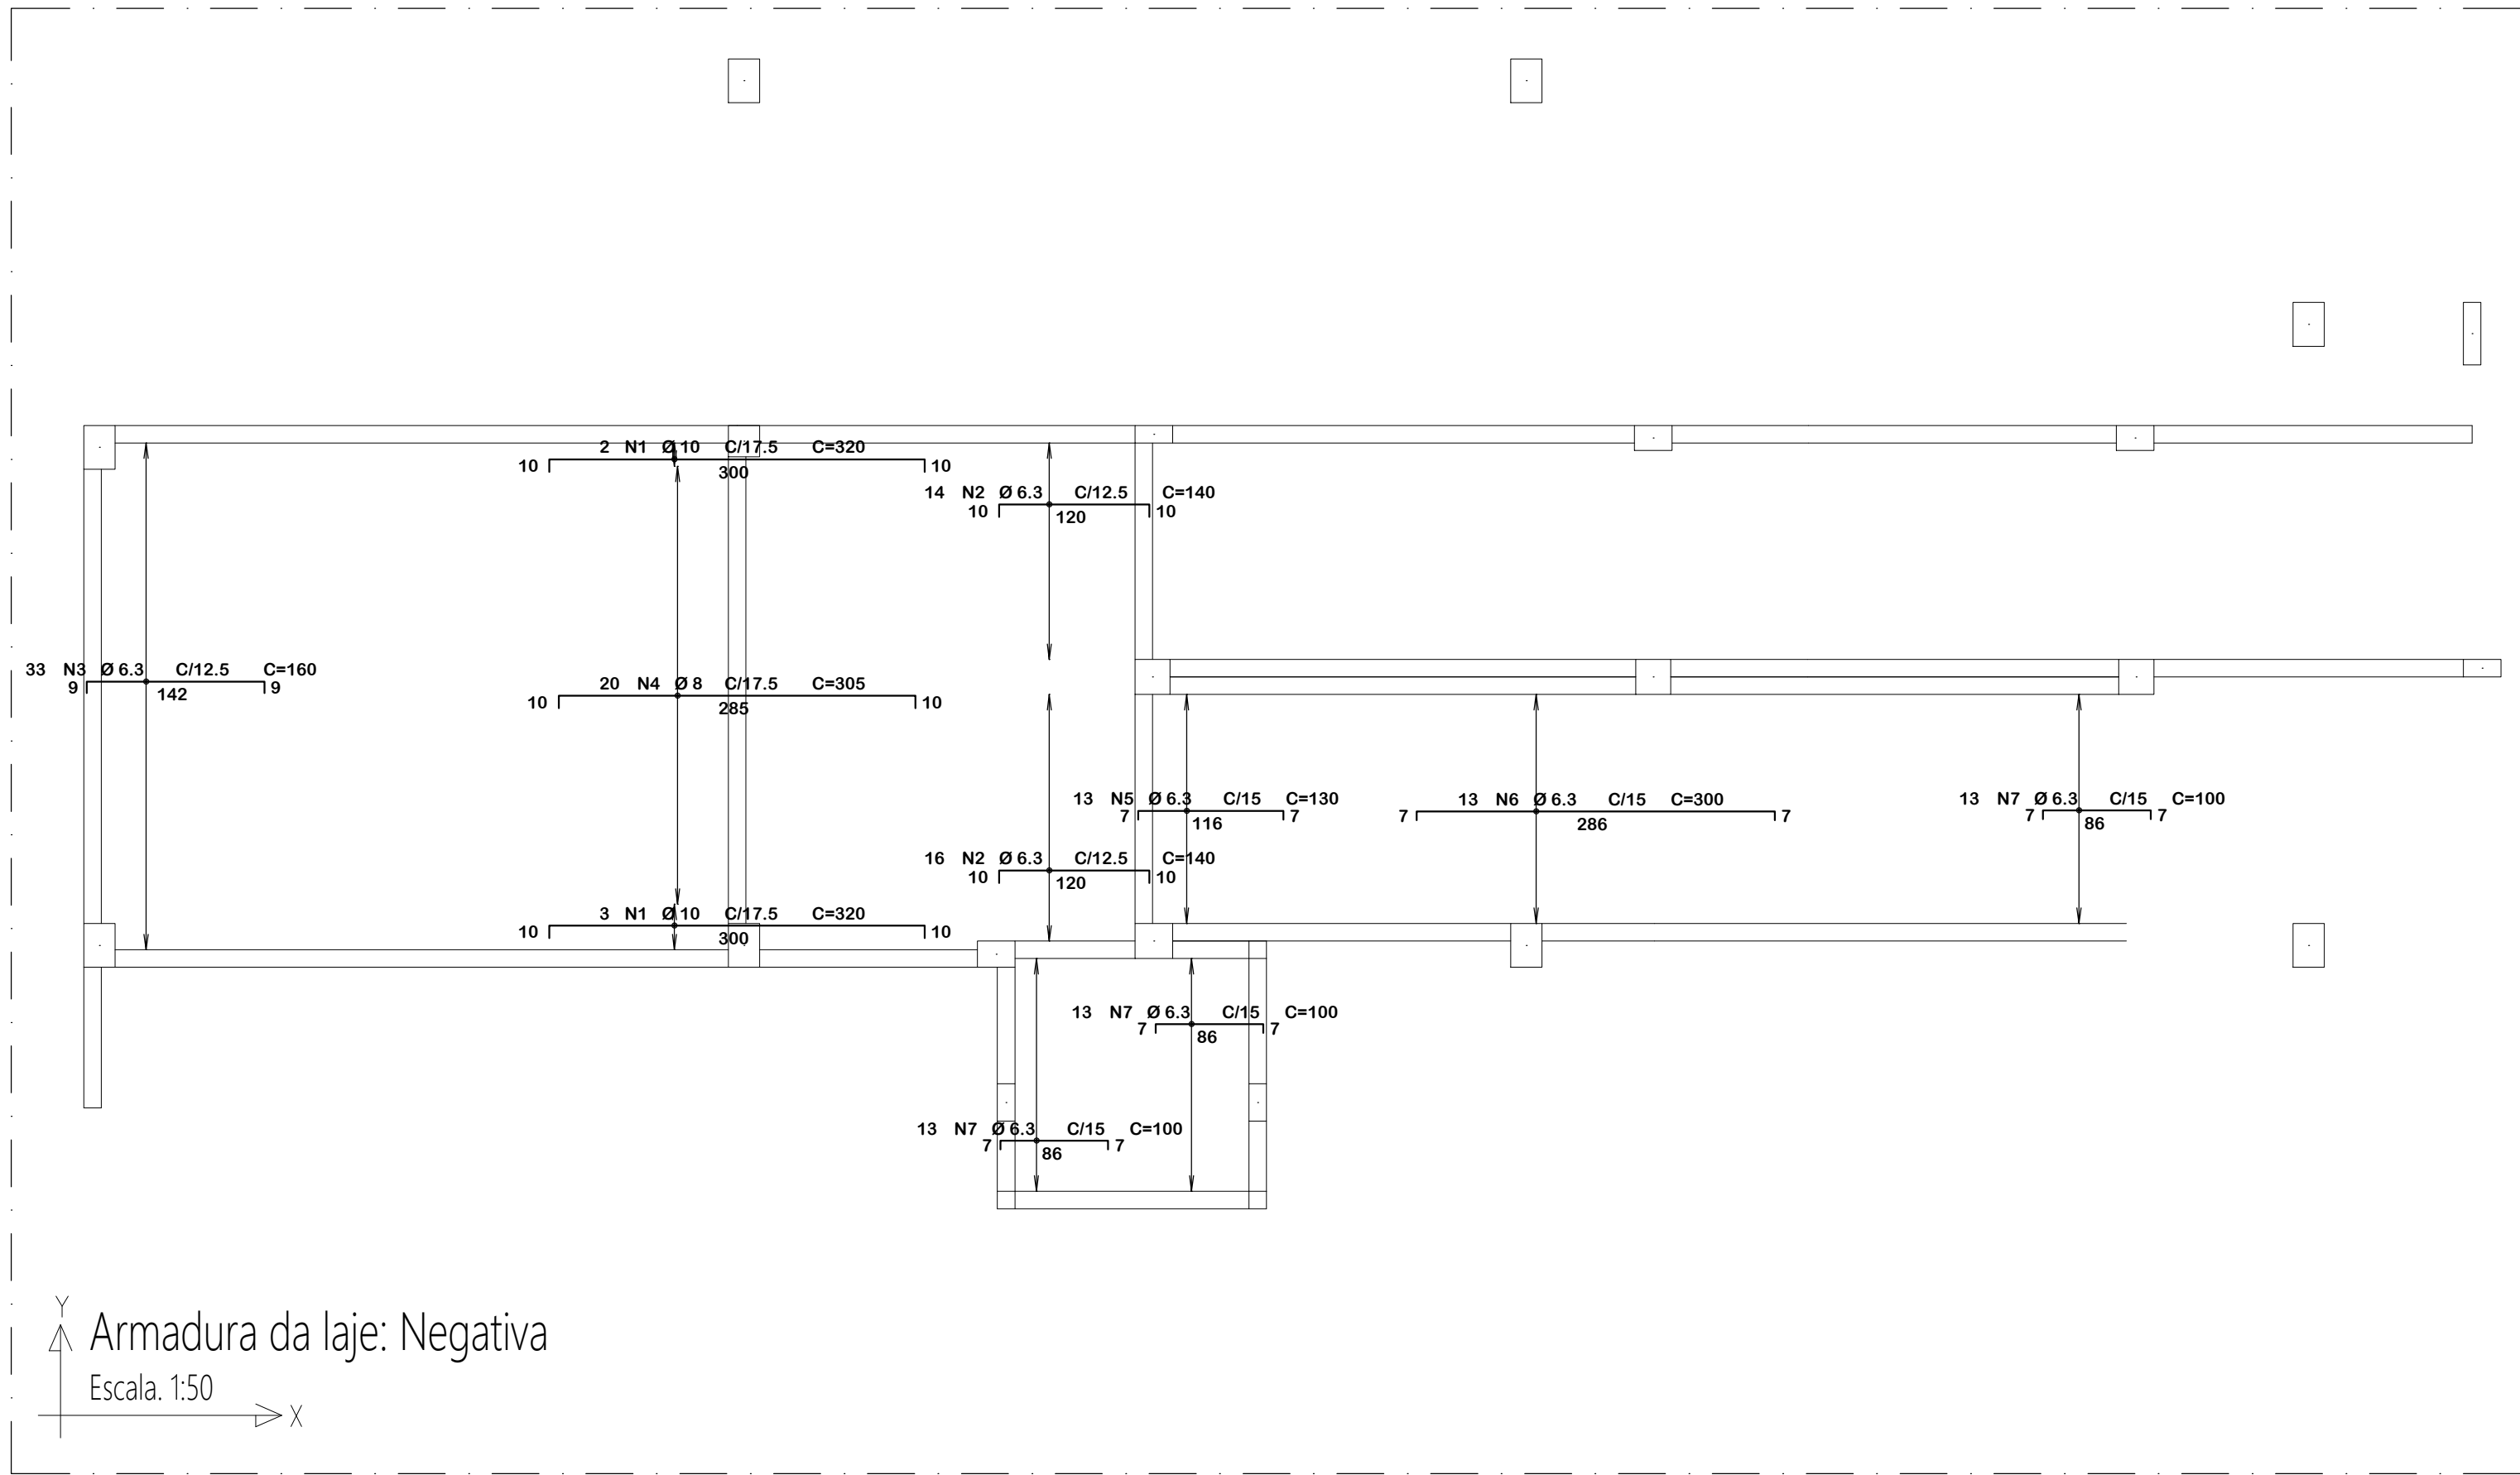 2 N1 Ø 10 C/17.5 C=320
10 300 10
14 N2 Ø 6.3 C/12.5 C=140
10 120 10
33 N3 Ø 6.3 C/12.5 C=160
9 142 9
20 N4 Ø 8 C/17.5 C=305
10 285 10
13 N5 Ø 6.3 C/15 C=130
7 116 7
13 N6 Ø 6.3 C/15 C=300
7 286 7
13 N7 Ø 6.3 C/15 C=100
7 86 7
16 N2 Ø 6.3 C/12.5 C=140
10 120 10
3 N1 Ø 10 C/17.5 C=320
10 300 10
13 N7 Ø 6.3 C/15 C=100
7 86 7
13 N7 Ø 6.3 C/15 C=100
7 86 7
Y
Armadura da laje: Negativa
Escala. 1:50
X